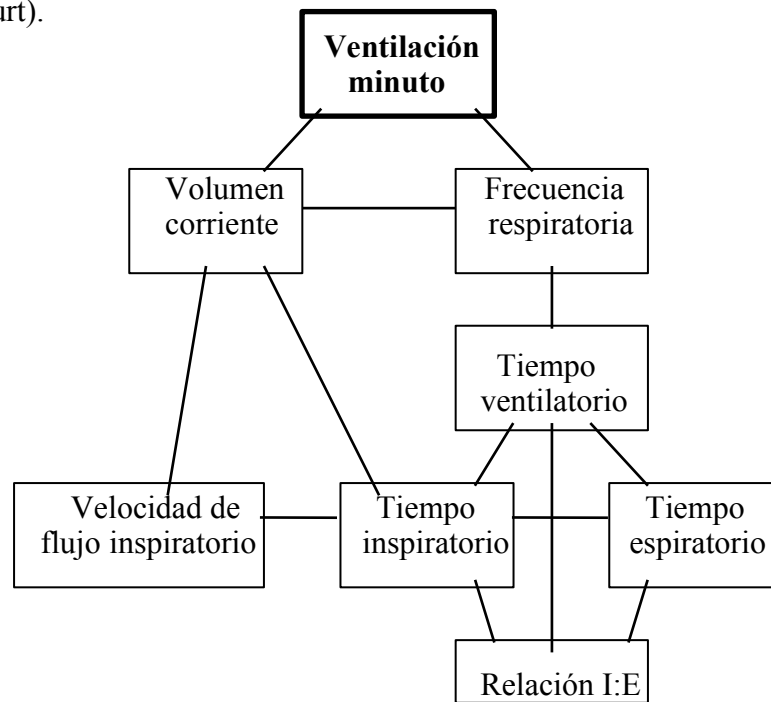 urt).
Ventilación
minuto
Volumen
corriente
Frecuencia
respiratoria
Tiempo
ventilatorio
Velocidad de
flujo inspiratorio
Tiempo
inspiratorio
Tiempo
espiratorio
Relación I:E